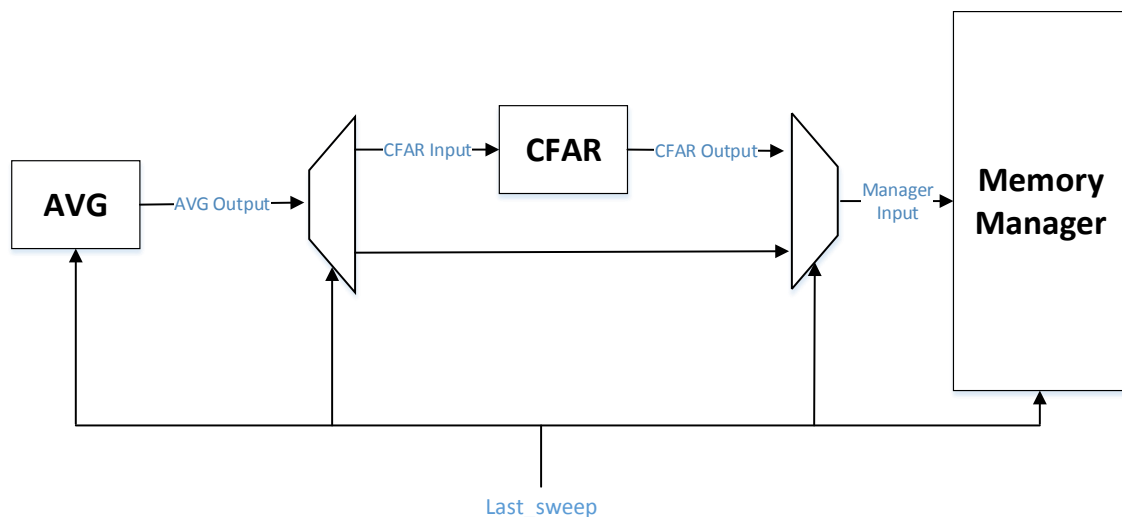 AVG
AVG Output
CFAR Input
CFAR
CFAR Output
Manager
Input
Memory
Manager
Last sweep